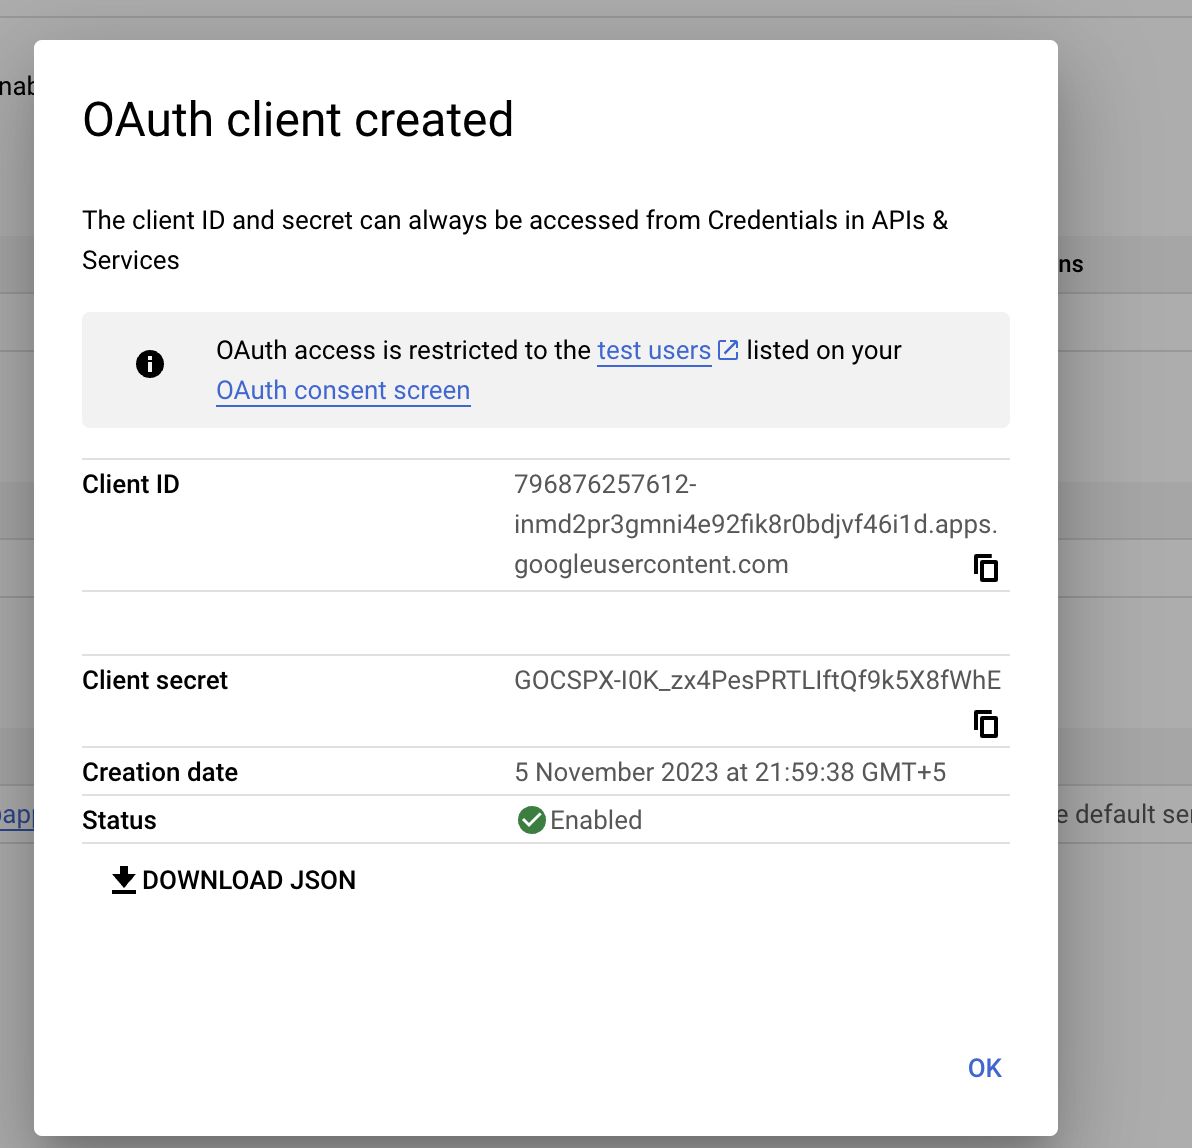 OAuth client created
The client ID and secret can always be accessed from Credentials in APIs &
Services
ns
OAuth access is restricted to the test users listed on your
OAuth consent screen
Client ID
796876257612-
inmd2pr3gmni4e92fik8r0bdjvf46i1d.apps.
googleusercontent.com
Client secret
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
Creation date
5 November 2023 at 21:59:38 GMT+5
Status
Enabled
e default ser
DOWNLOAD JSON
OK